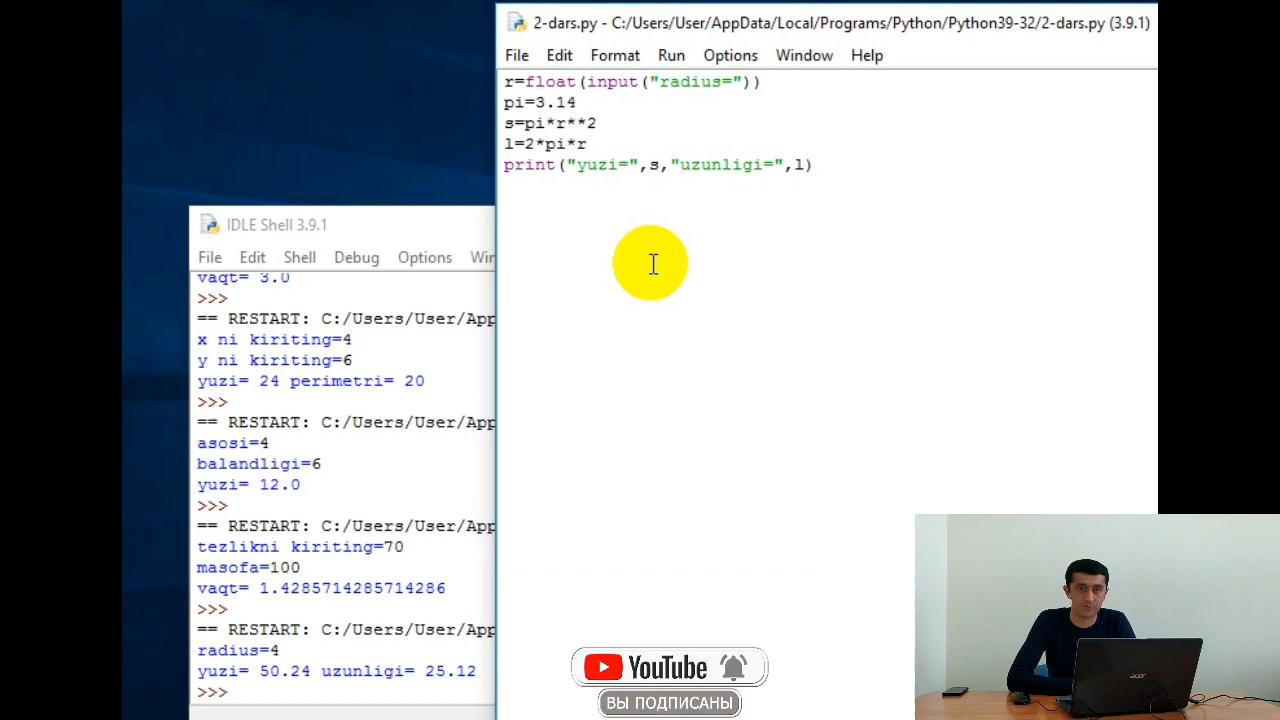 2-dars.py - C:/Users/User/AppData/Local/Programs/Python/Python39-32/2-dars.py (3.9.1)
File Edit Format Run Options Window Help
r=float(input("radius="))
pi=3.14
s=pi*r**2
l=2*pi*r
print("yuzi=",s,"uzunligi=",l)
IDLE Shell 3.9.1
File Edit Shell Debug Options Win
vaqt= 3.0
>>>
== RESTART: C:/Users/User/App
x ni kiriting=4
y ni kiriting=6
yuzi= 24 perimetri= 20
>>>
== RESTART: C:/Users/User/App
asosi=4
balandligi=6
yuzi= 12.0
>>>
== RESTART: C:/Users/User/App
tezlikni kiriting=70
masofa=100
vaqt= 1.4285714285714286
>>>
== RESTART: C:/Users/User/App
radius=4
yuzi= 50.24 uzunligi= 25.12
>>>
YouTube
ВЫ ПОДПИСАНЫ
acer